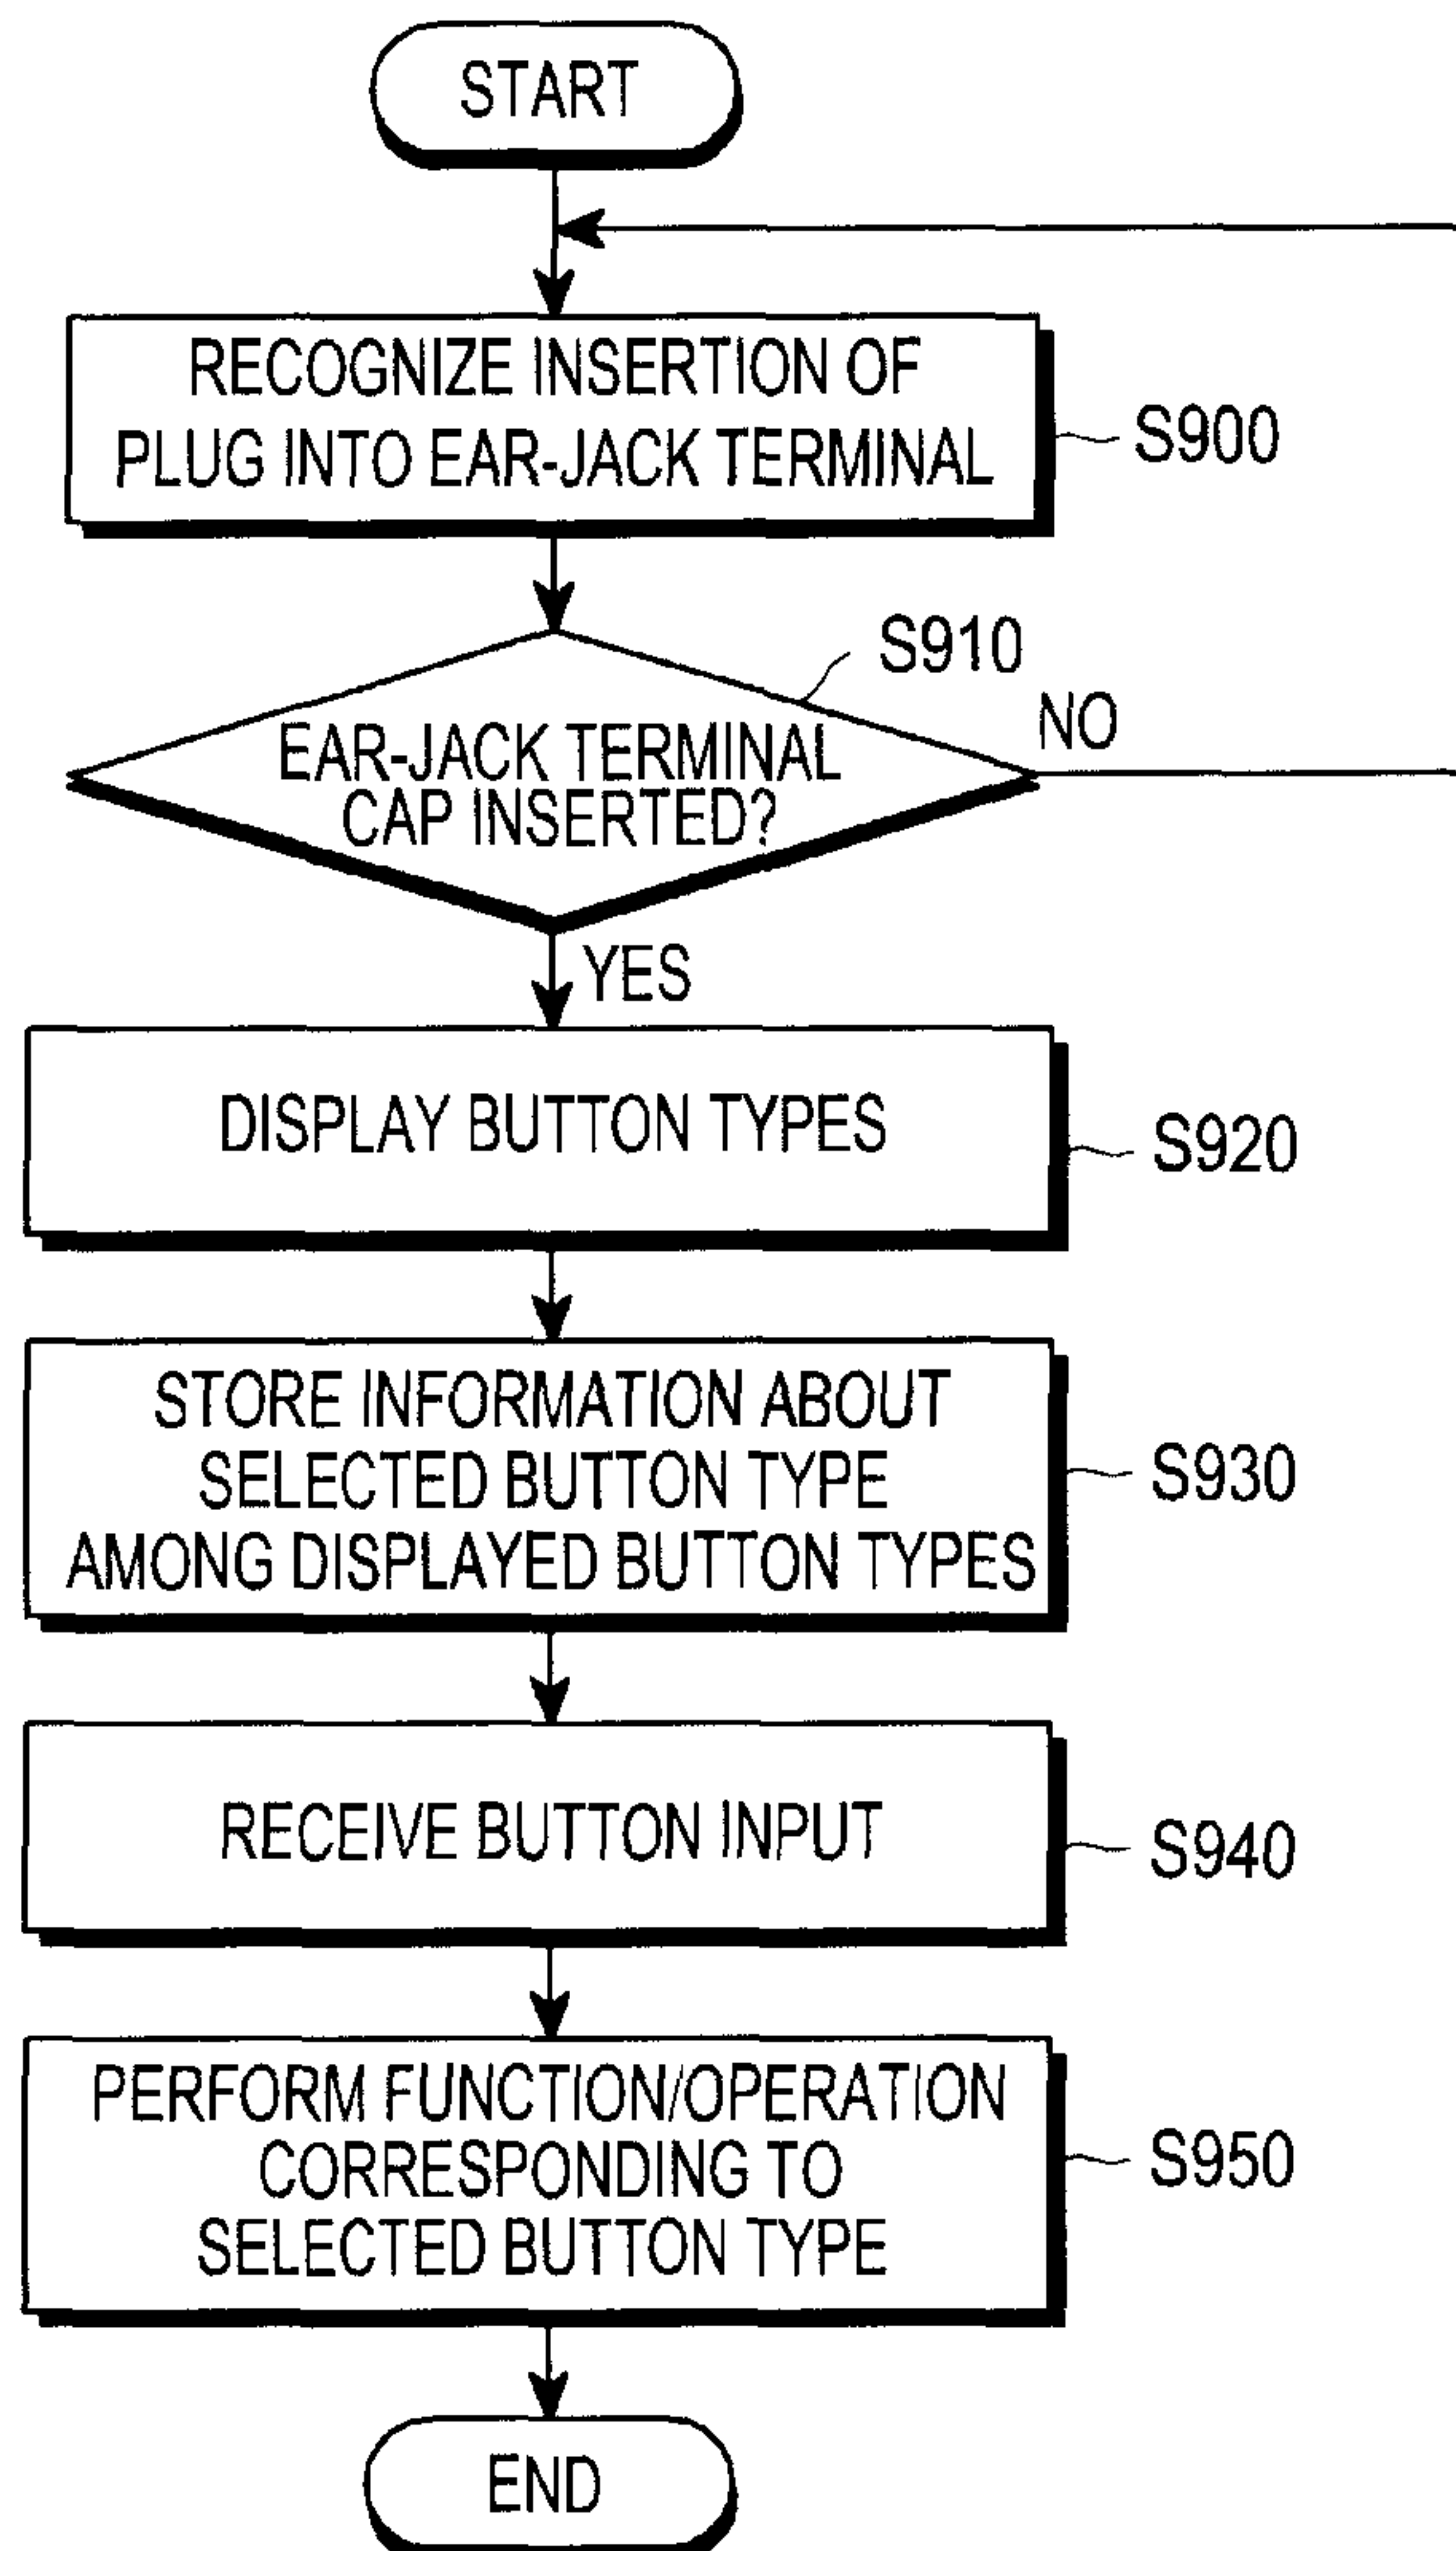 START
RECOGNIZE INSERTION OF
PLUG INTO EAR-JACK TERMINAL
S900
S910
EAR-JACK TERMINAL
CAP INSERTED?
NO
YES
DISPLAY BUTTON TYPES
S920
STORE INFORMATION ABOUT
SELECTED BUTTON TYPE
AMONG DISPLAYED BUTTON TYPES
S930
RECEIVE BUTTON INPUT
S940
PERFORM FUNCTION/OPERATION
CORRESPONDING TO
SELECTED BUTTON TYPE
S950
END